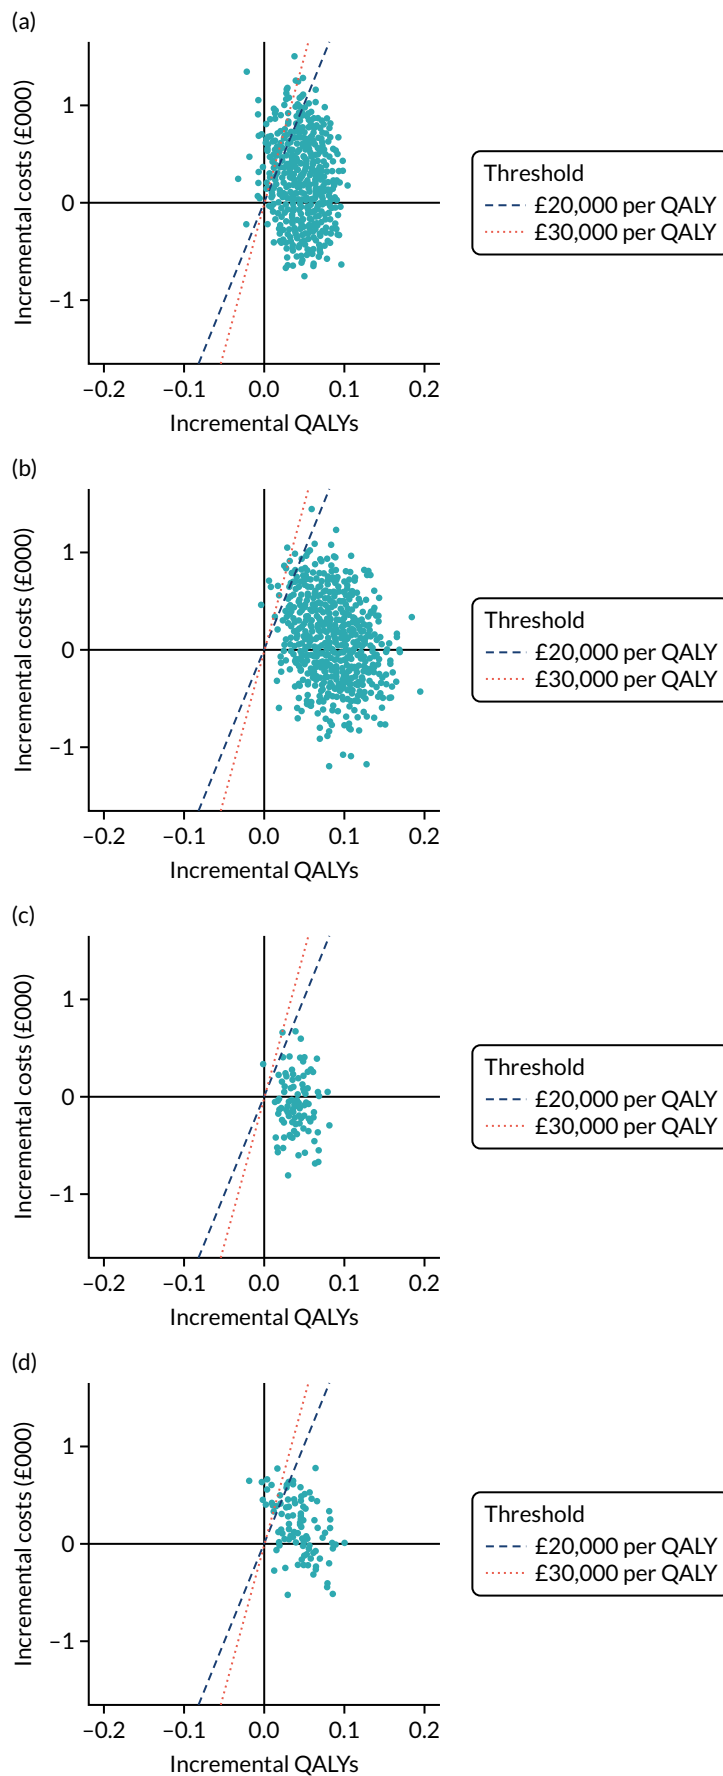 (a)
Incremental costs (£000)
1
0
−1
−0.2 −0.1 0.0 0.1 0.2
Incremental QALYs
Threshold
£20,000 per QALY
£30,000 per QALY
(b)
Incremental costs (£000)
1
0
−1
−0.2 −0.1 0.0 0.1 0.2
Incremental QALYs
Threshold
£20,000 per QALY
£30,000 per QALY
(c)
Incremental costs (£000)
1
0
−1
−0.2 −0.1 0.0 0.1 0.2
Incremental QALYs
Threshold
£20,000 per QALY
£30,000 per QALY
(d)
Incremental costs (£000)
1
0
−1
−0.2 −0.1 0.0 0.1 0.2
Incremental QALYs
Threshold
£20,000 per QALY
£30,000 per QALY